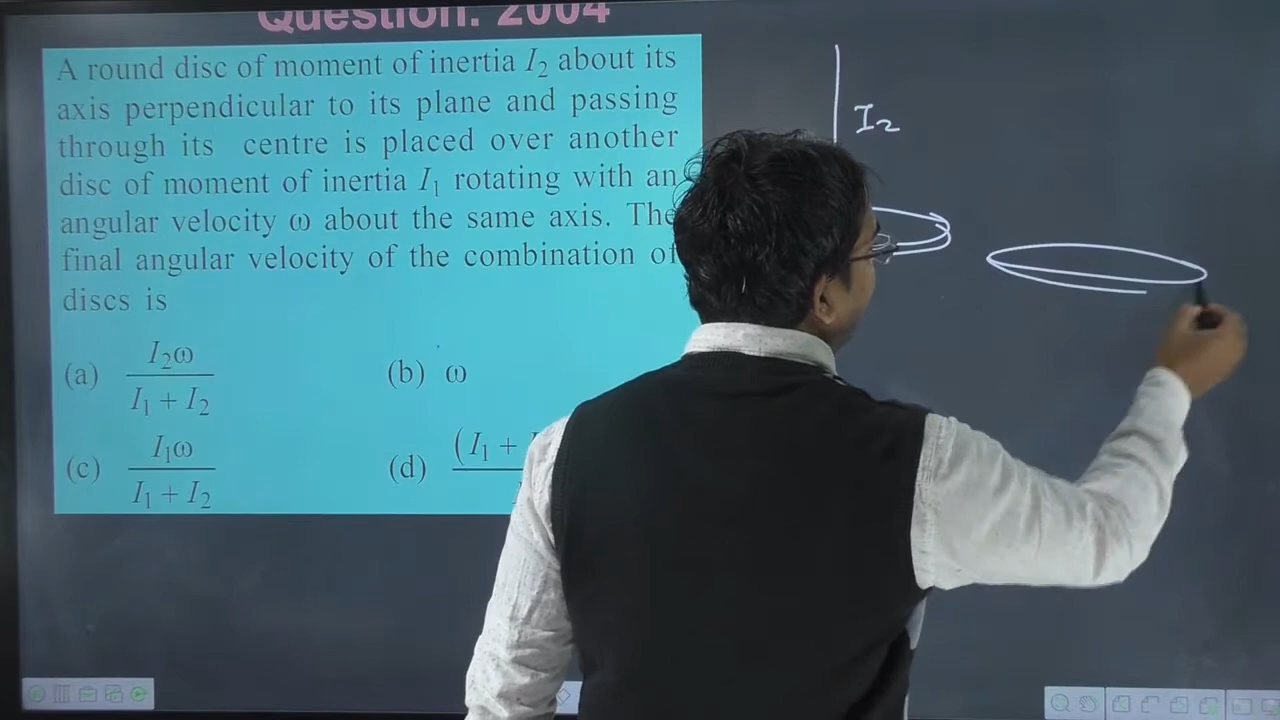 Question: 2004
A round disc of moment of inertia I₂ about its
axis perpendicular to its plane and passing
through its centre is placed over another
disc of moment of inertia I₁ rotating with an
angular velocity ω about the same axis. The
final angular velocity of the combination of
discs is
(a) I₂ω / I₁ + I₂
(b) ω
(c) I₁ω / I₁ + I₂
(d) (I₁ +
I₂